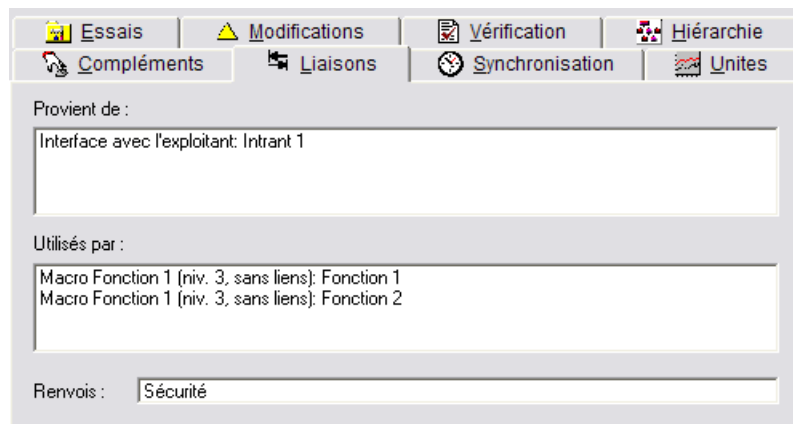 Essais Modifications Vérification Hiérarchie
Compléments Liaisons Synchronisation Unites
Provient de :
Interface avec l'exploitant: Intrant 1
Utilisés par :
Macro Fonction 1 (niv. 3, sans liens): Fonction 1
Macro Fonction 1 (niv. 3, sans liens): Fonction 2
Renvois : Sécurité